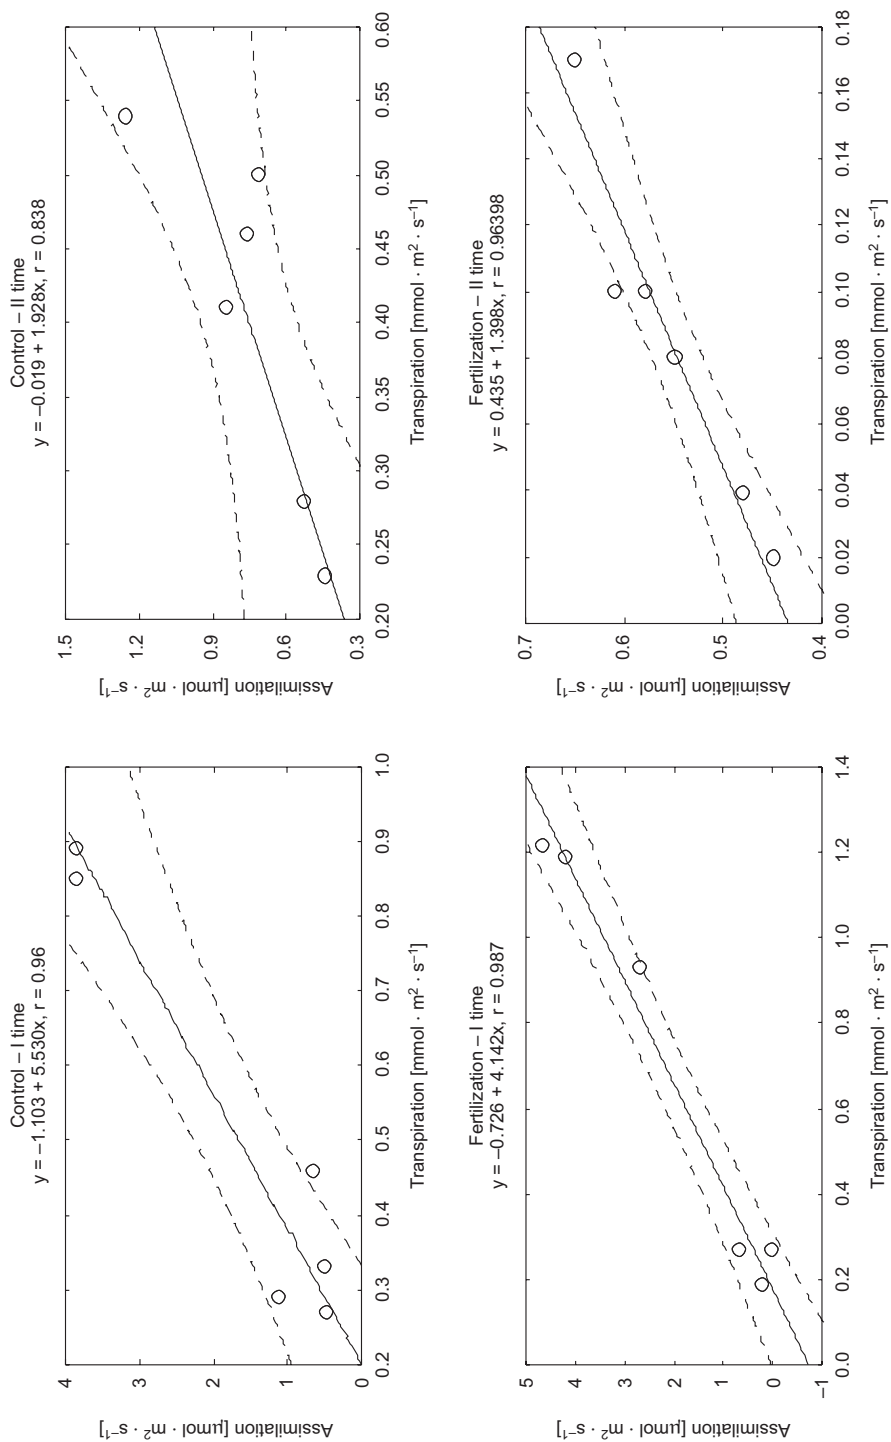 Control – I time
y = –1.103 + 5.530x, r = 0.96
Assimilation [µmol · m² · s⁻¹]
4
3
2
1
0
0.2 0.3 0.4 0.5 0.6 0.7 0.8 0.9 1.0
Transpiration [mmol · m² · s⁻¹]
Control – II time
y = –0.019 + 1.928x, r = 0.838
Assimilation [µmol · m² · s⁻¹]
1.5
1.2
0.9
0.6
0.3
0.20 0.25 0.30 0.35 0.40 0.45 0.50 0.55 0.60
Transpiration [mmol · m² · s⁻¹]
Fertilization – I time
y = –0.726 + 4.142x, r = 0.987
Assimilation [µmol · m² · s⁻¹]
5
4
3
2
1
0
–1
0.0 0.2 0.4 0.6 0.8 1.0 1.2 1.4
Transpiration [mmol · m² · s⁻¹]
Fertilization – II time
y = 0.435 + 1.398x, r = 0.96398
Assimilation [µmol · m² · s⁻¹]
0.7
0.6
0.5
0.4
0.00 0.02 0.04 0.06 0.08 0.10 0.12 0.14 0.16 0.18
Transpiration [mmol · m² · s⁻¹]